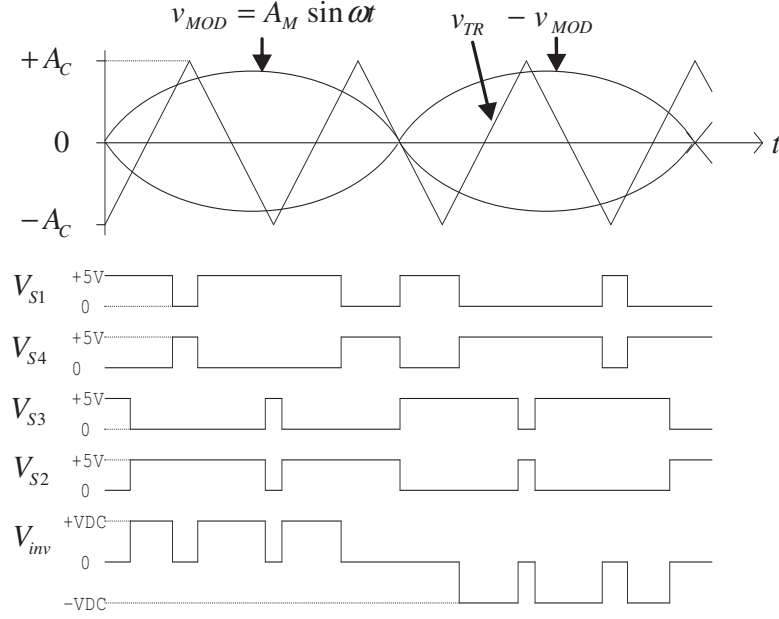 v_MOD = A_M sin ωt
v_TR
− v_MOD
+A_C
0
t
−A_C
V_S1
+5V
0
V_S4
+5V
0
V_S3
+5V
0
V_S2
+5V
0
V_inv
+VDC
0
−VDC